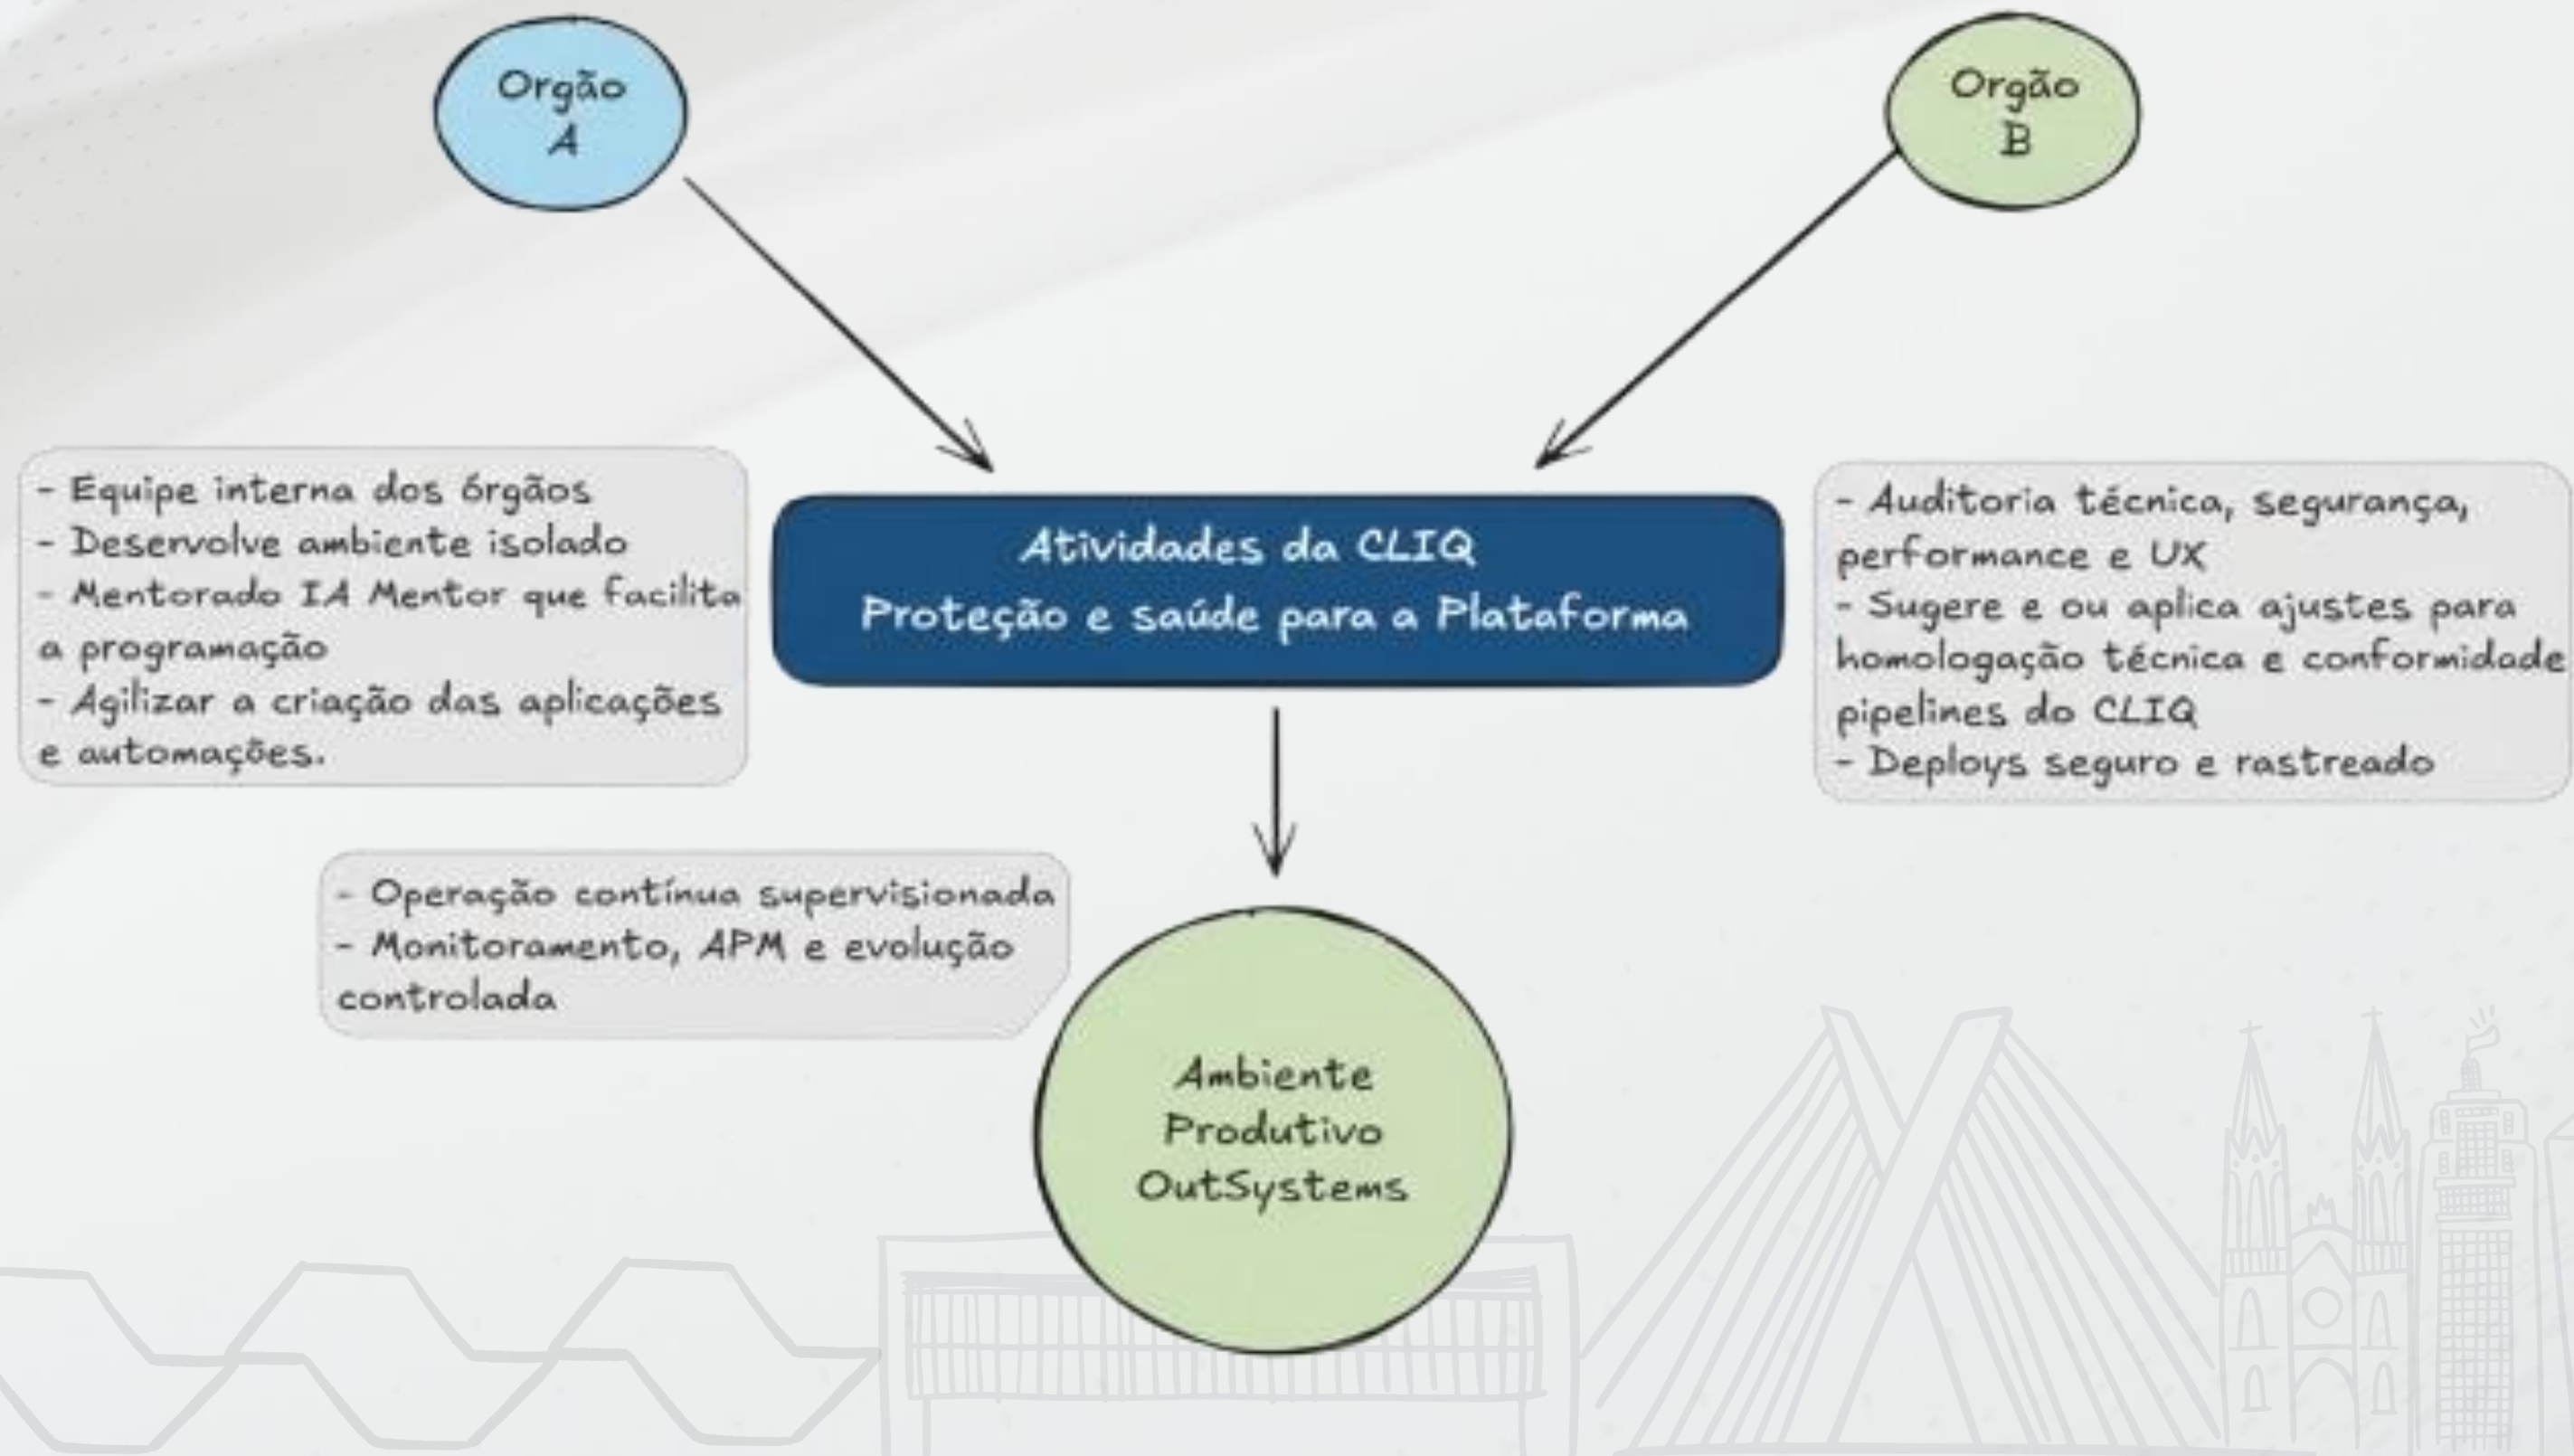 Orgão
A
Orgão
B
- Equipe interna dos órgãos
- Deservolve ambiente isolado
- Mentorado IA Mentor que facilita
a programação
- Agilizar a criação das aplicações
e automações.
Atividades da CLIQ
Proteção e saúde para a Plataforma
- Auditoria técnica, segurança,
performance e UX
- Sugere e ou aplica ajustes para
homologação técnica e conformidade
pipelines do CLIQ
- Deploys seguro e rastreado
- Operação contínua supervisionada
- Monitoramento, APM e evolução
controlada
Ambiente
Produtivo
OutSystems